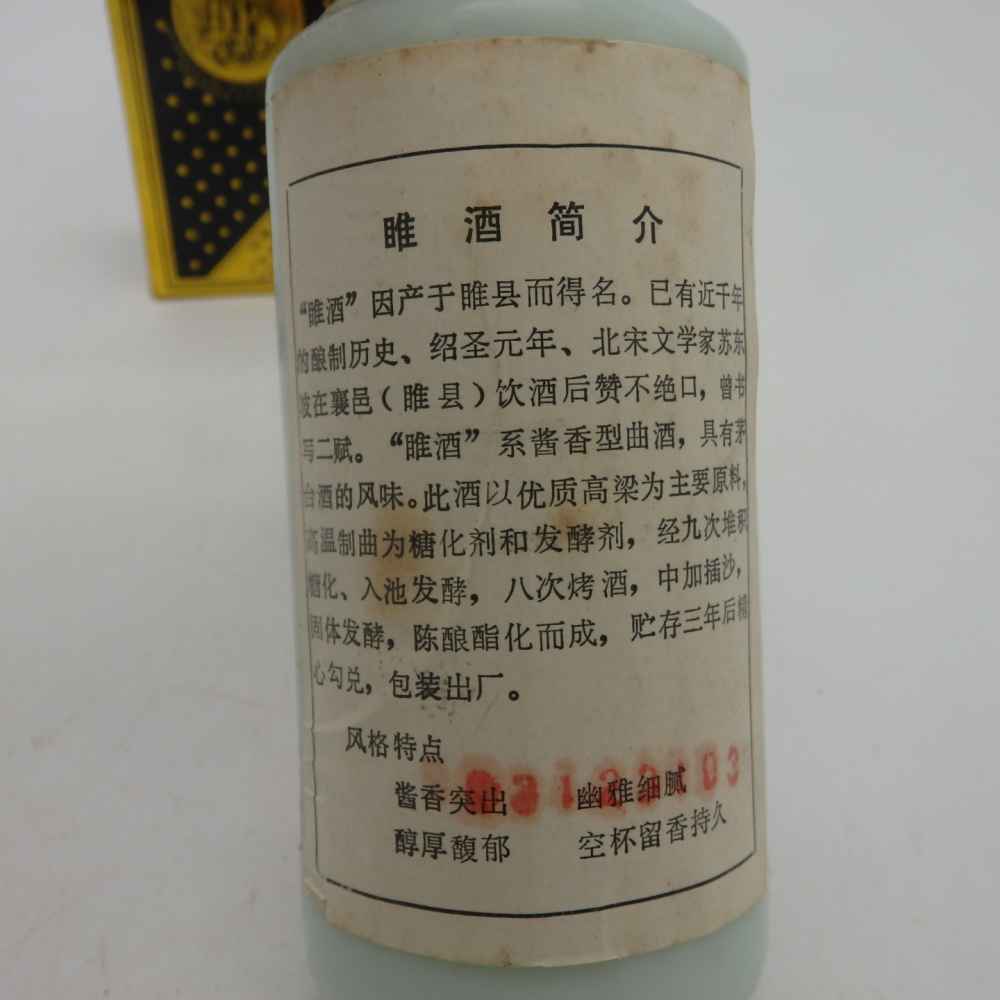 睢酒简介
“睢酒”因产于睢县而得名。已有近千年
的酿制历史、绍圣元年、北宋文学家苏东
坡在襄邑(睢县)饮酒后赞不绝口,曾书
写二赋。“睢酒”系酱香型曲酒,具有茅
台酒的风味。此酒以优质高梁为主要原料,
高温制曲为糖化剂和发酵剂,经九次堆积
糖化、入池发酵,八次烤酒,中加插沙,
固体发酵,陈酿酯化而成,贮存三年后精
心勾兑,包装出厂。
风格特点
酱香突出 幽雅细腻
醇厚馥郁 空杯留香持久